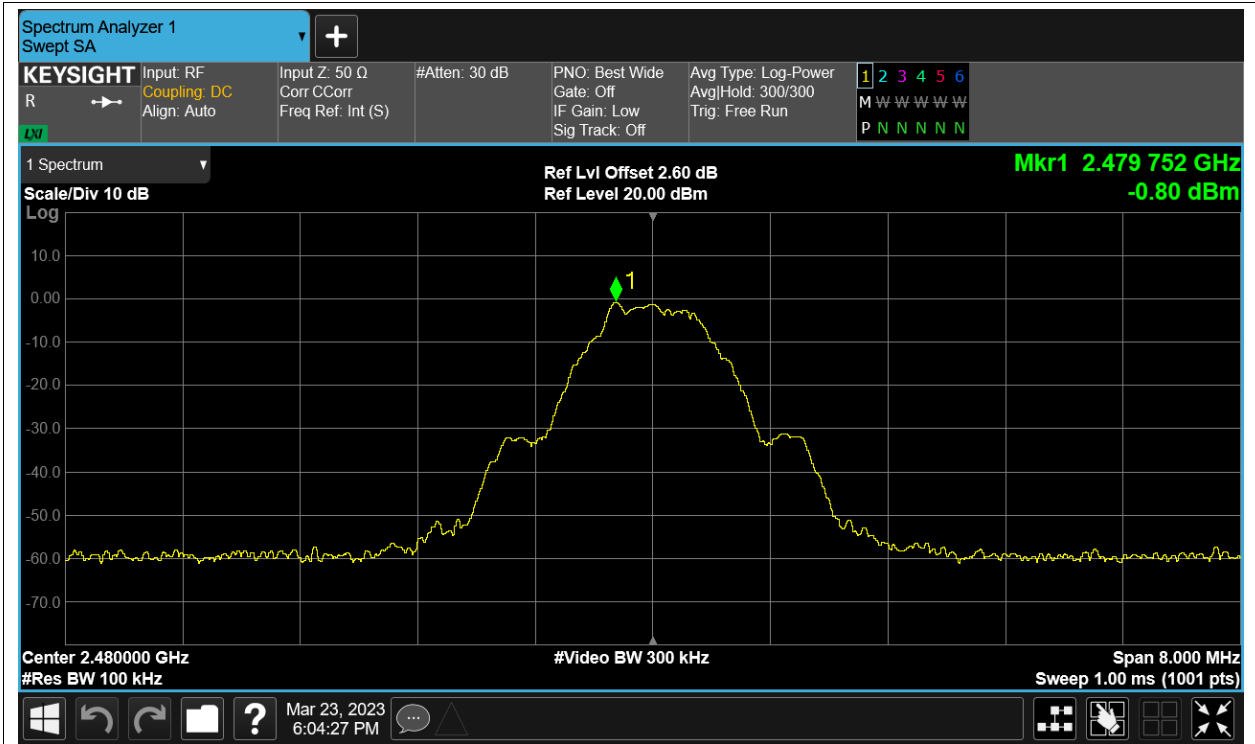 Spectrum Analyzer 1
Swept SA
KEYSIGHT
R
LXI
Input: RF
Coupling: DC
Align: Auto
Input Z: 50 Ω
Corr CCorr
Freq Ref: Int (S)
#Atten: 30 dB
PNO: Best Wide
Gate: Off
IF Gain: Low
Sig Track: Off
Avg Type: Log-Power
Avg|Hold: 300/300
Trig: Free Run
1 2 3 4 5 6
M W W W W W
P N N N N N
1 Spectrum
Scale/Div 10 dB
Log
Ref Lvl Offset 2.60 dB
Ref Level 20.00 dBm
Mkr1 2.479 752 GHz
-0.80 dBm
1
10.0
0.00
-10.0
-20.0
-30.0
-40.0
-50.0
-60.0
-70.0
Center 2.480000 GHz
#Video BW 300 kHz
Span 8.000 MHz
#Res BW 100 kHz
Sweep 1.00 ms (1001 pts)
?
Mar 23, 2023
6:04:27 PM